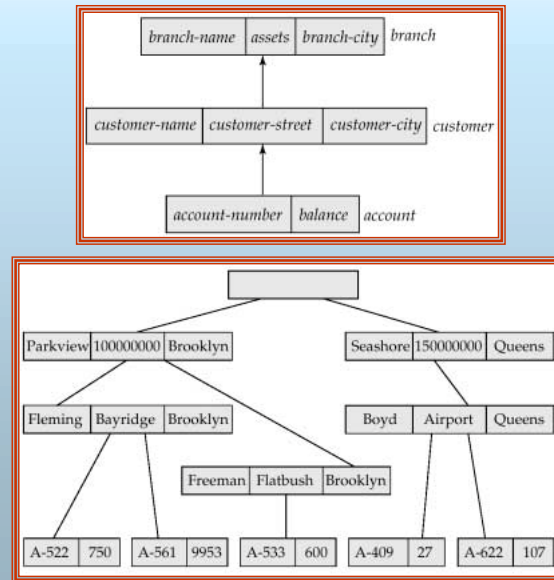 branch-name assets branch-city branch
customer-name customer-street customer-city customer
account-number balance account
Parkview 100000000 Brooklyn Seashore 150000000 Queens
Fleming Bayridge Brooklyn Boyd Airport Queens
Freeman Flatbush Brooklyn
A-522 750 A-561 9953 A-533 600 A-409 27 A-622 107